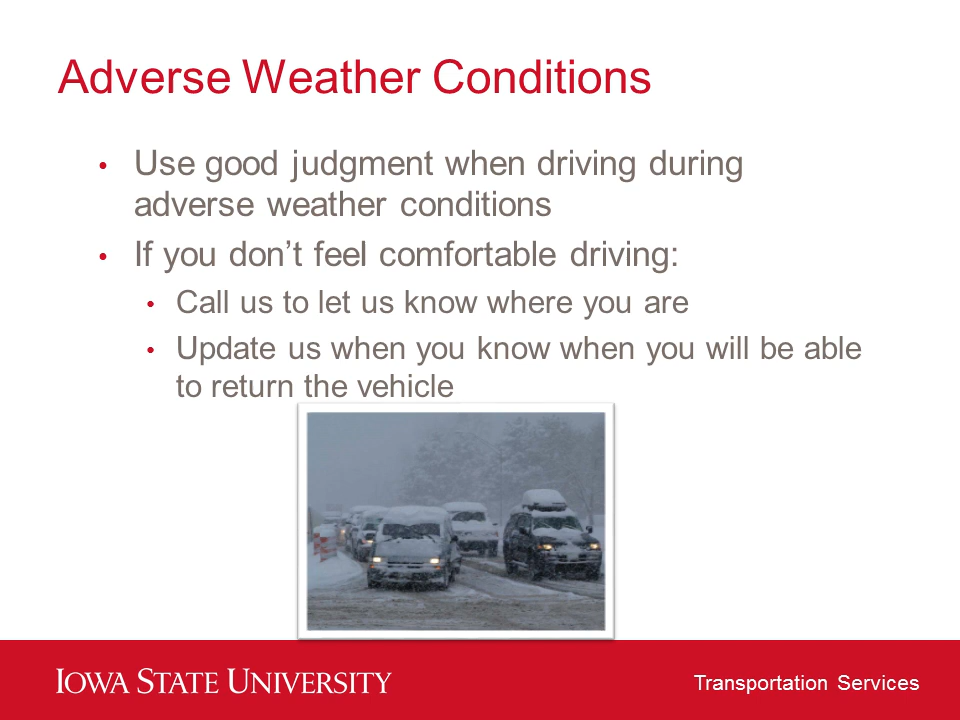 Adverse Weather Conditions
• Use good judgment when driving during
adverse weather conditions
• If you don’t feel comfortable driving:
• Call us to let us know where you are
• Update us when you know when you will be able
to return the vehicle
IOWA STATE UNIVERSITY
Transportation Services